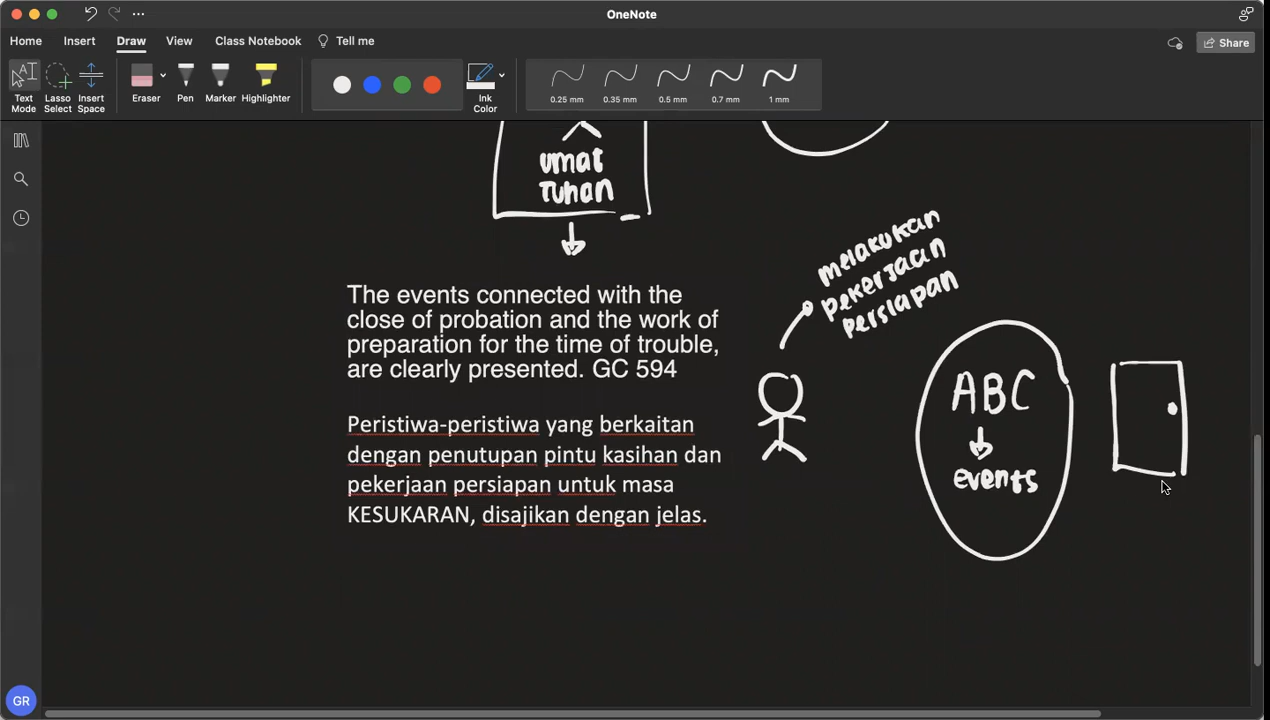 OneNote
Home Insert Draw View Class Notebook Tell me
Share
Text Mode
Lasso Select
Insert Space
Eraser
Pen
Marker
Highlighter
Ink Color
0.25 mm
0.35 mm
0.5 mm
0.7 mm
1 mm
umat
Tuhan
The events connected with the
close of probation and the work of
preparation for the time of trouble,
are clearly presented. GC 594
Peristiwa-peristiwa yang berkaitan
dengan penutupan pintu kasihan dan
pekerjaan persiapan untuk masa
KESUKARAN, disajikan dengan jelas.
melakukan
pekerjaan
persiapan
ABC
events
GR